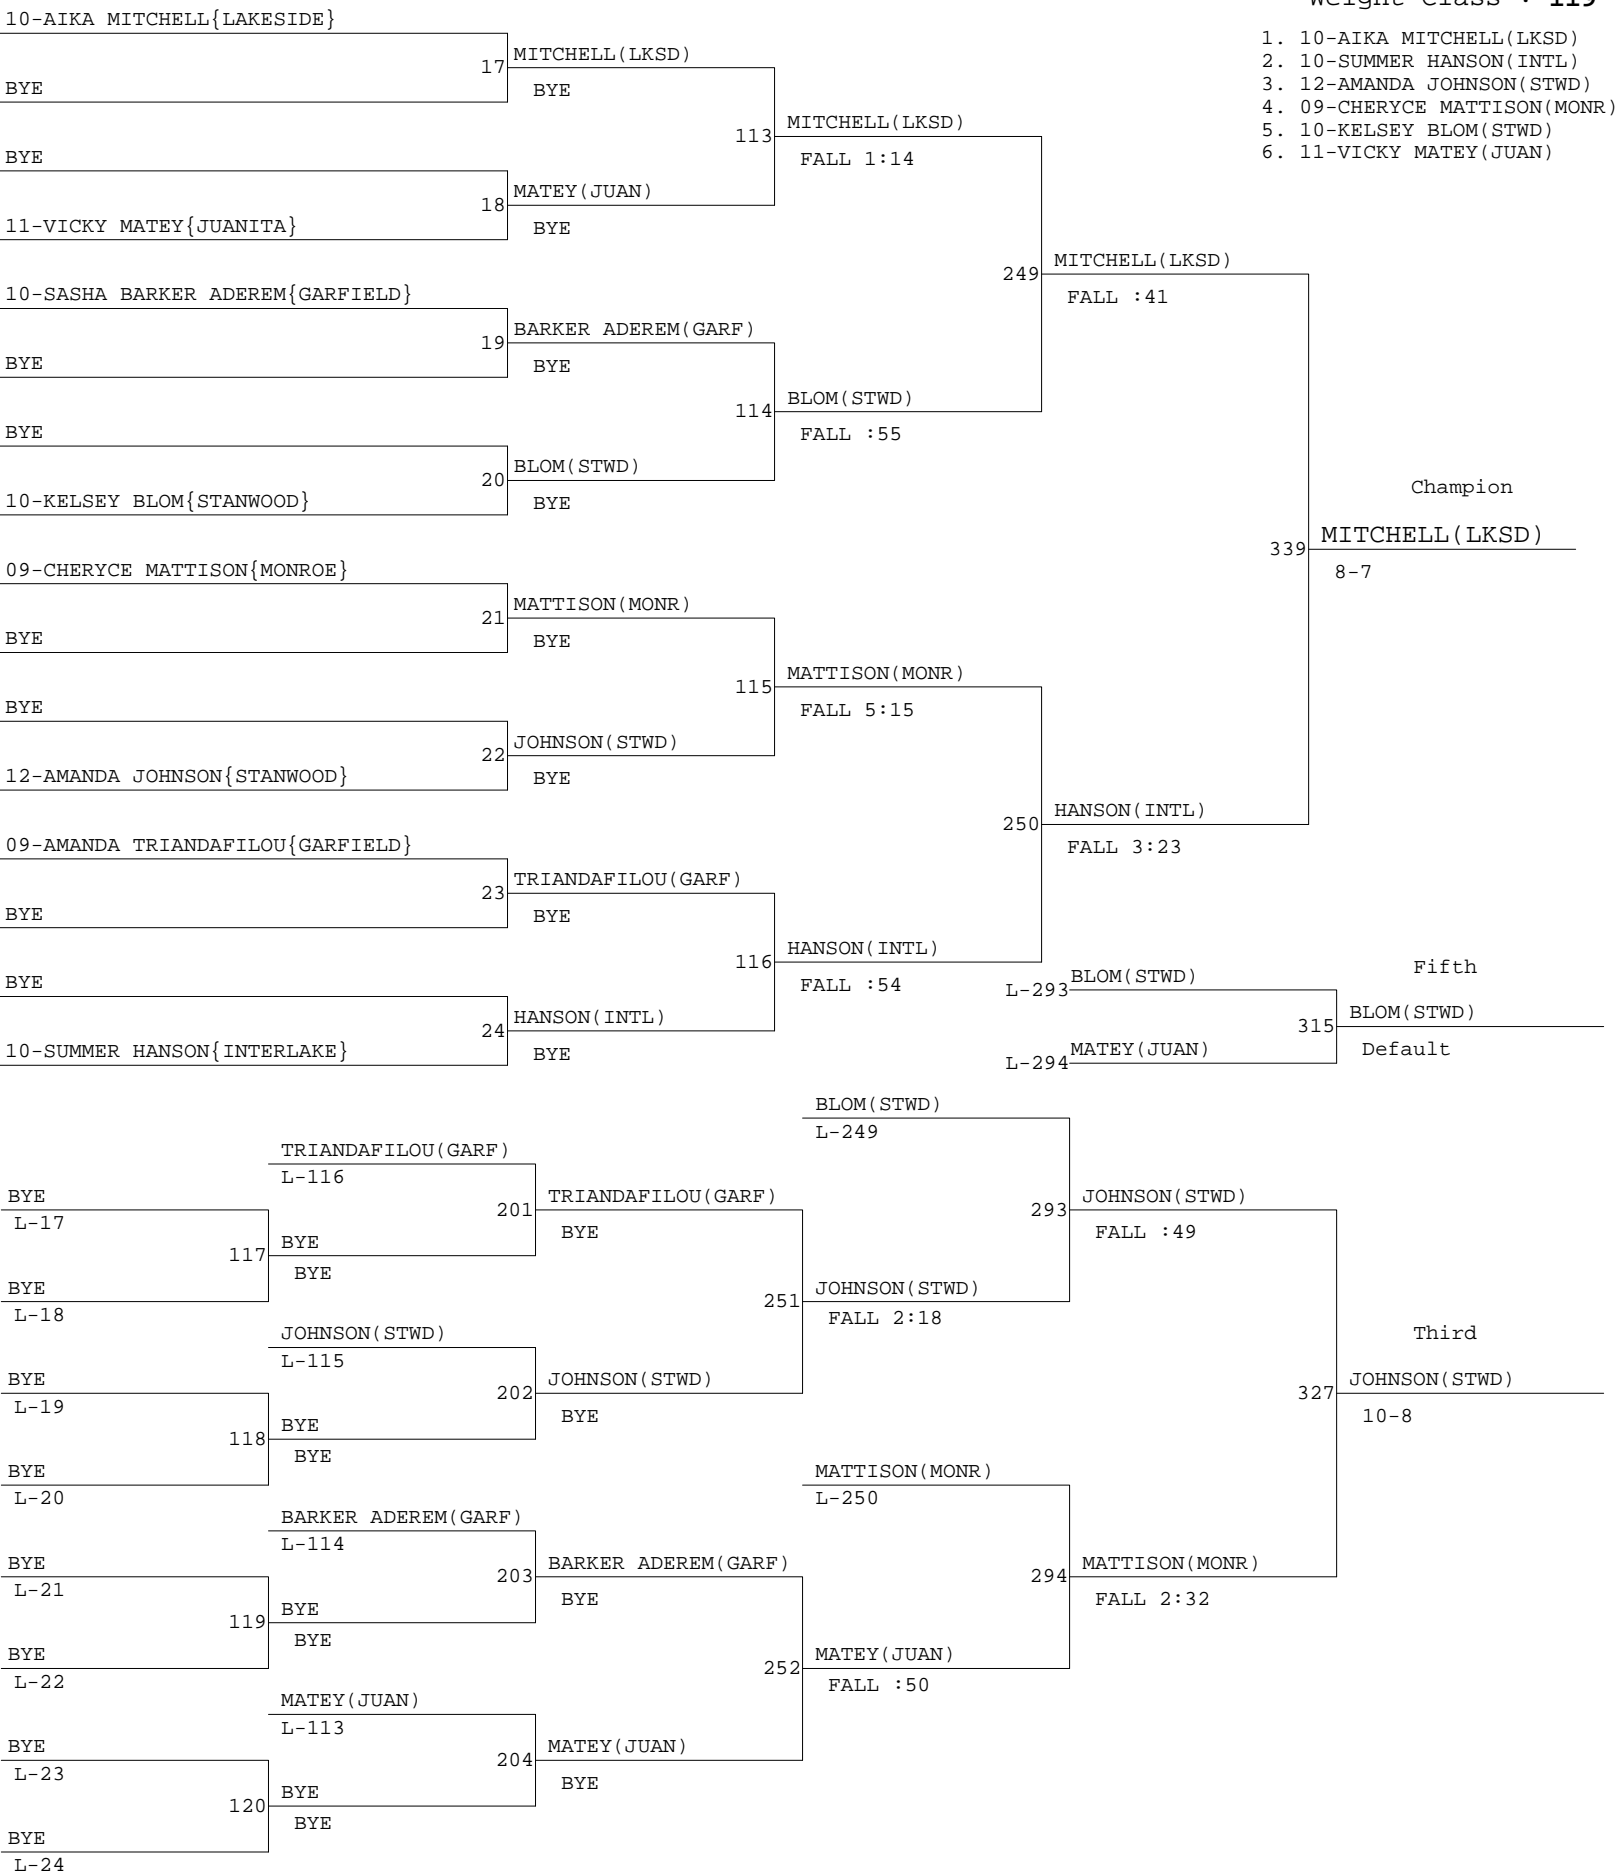 Weight Class : 119
1. 10-AIKA MITCHELL(LKSD)
2. 10-SUMMER HANSON(INTL)
3. 12-AMANDA JOHNSON(STWD)
4. 09-CHERYCE MATTISON(MONR)
5. 10-KELSEY BLOM(STWD)
6. 11-VICKY MATEY(JUAN)
10-AIKA MITCHELL{LAKESIDE}
BYE
BYE
11-VICKY MATEY{JUANITA}
10-SASHA BARKER ADEREM{GARFIELD}
BYE
BYE
10-KELSEY BLOM{STANWOOD}
09-CHERYCE MATTISON{MONROE}
BYE
BYE
12-AMANDA JOHNSON{STANWOOD}
09-AMANDA TRIANDAFILOU{GARFIELD}
BYE
BYE
10-SUMMER HANSON{INTERLAKE}
17 MITCHELL(LKSD)
BYE
18 MATEY(JUAN)
BYE
19 BARKER ADEREM(GARF)
BYE
20 BLOM(STWD)
BYE
21 MATTISON(MONR)
BYE
22 JOHNSON(STWD)
BYE
23 TRIANDAFILOU(GARF)
BYE
24 HANSON(INTL)
BYE
113 MITCHELL(LKSD)
FALL 1:14
114 BLOM(STWD)
FALL :55
115 MATTISON(MONR)
FALL 5:15
116 HANSON(INTL)
FALL :54
249 MITCHELL(LKSD)
FALL :41
250 HANSON(INTL)
FALL 3:23
Champion
339 MITCHELL(LKSD)
8-7
L-293 BLOM(STWD)
L-294 MATEY(JUAN)
Fifth
315 BLOM(STWD)
Default
BYE
L-17
BYE
L-18
BYE
L-19
BYE
L-20
BYE
L-21
BYE
L-22
BYE
L-23
BYE
L-24
TRIANDAFILOU(GARF)
L-116
117 BYE
BYE
JOHNSON(STWD)
L-115
118 BYE
BYE
BARKER ADEREM(GARF)
L-114
119 BYE
BYE
MATEY(JUAN)
L-113
120 BYE
BYE
201 TRIANDAFILOU(GARF)
BYE
202 JOHNSON(STWD)
BYE
203 BARKER ADEREM(GARF)
BYE
204 MATEY(JUAN)
BYE
BLOM(STWD)
L-249
251 JOHNSON(STWD)
FALL 2:18
MATTISON(MONR)
L-250
252 MATEY(JUAN)
FALL :50
293 JOHNSON(STWD)
FALL :49
294 MATTISON(MONR)
FALL 2:32
Third
327 JOHNSON(STWD)
10-8